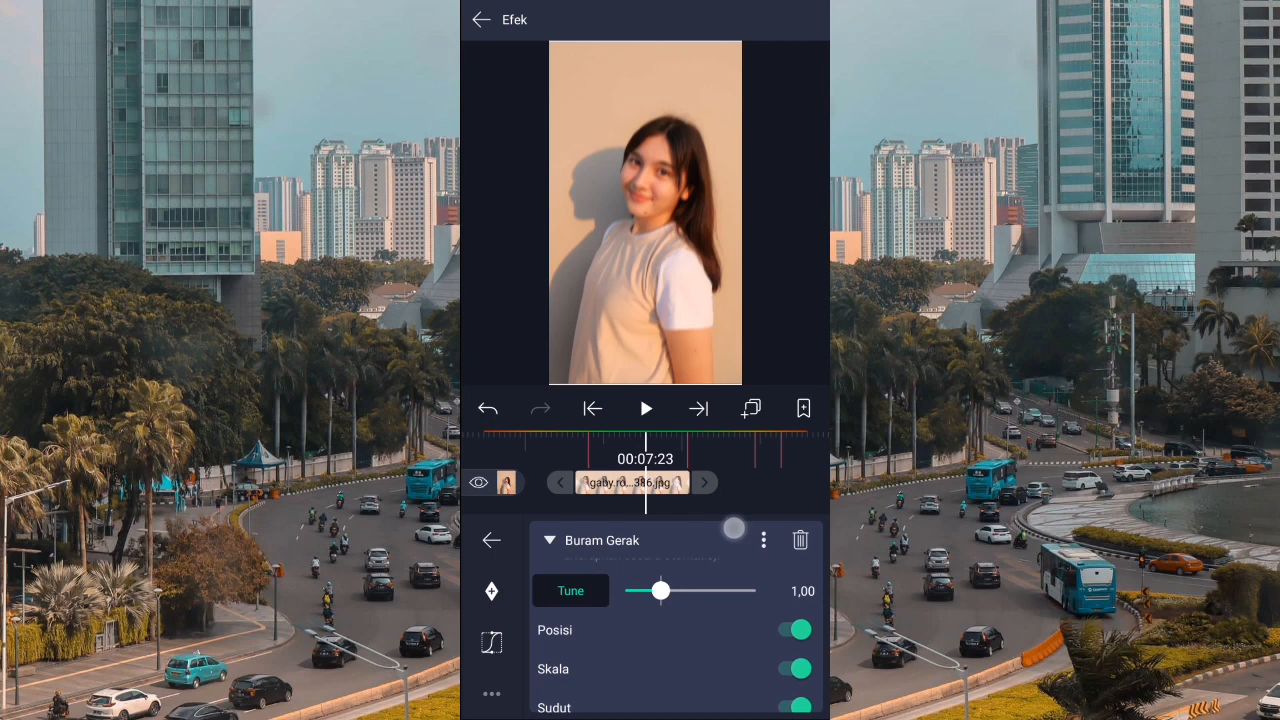 Efek
00:07:23
gaby.ro...386.jpg
Buram Gerak
Tune 1,00
Posisi
Skala
Sudut